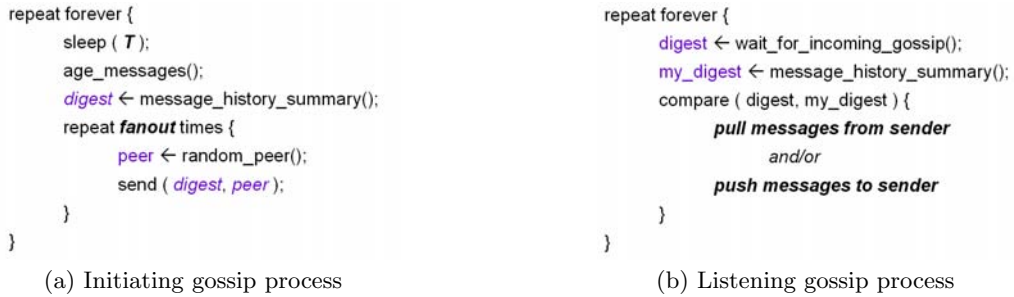 repeat forever {
sleep ( T );
age_messages();
digest ← message_history_summary();
repeat fanout times {
peer ← random_peer();
send ( digest, peer );
}
}
(a) Initiating gossip process
repeat forever {
digest ← wait_for_incoming_gossip();
my_digest ← message_history_summary();
compare ( digest, my_digest ) {
pull messages from sender
and/or
push messages to sender
}
}
(b) Listening gossip process